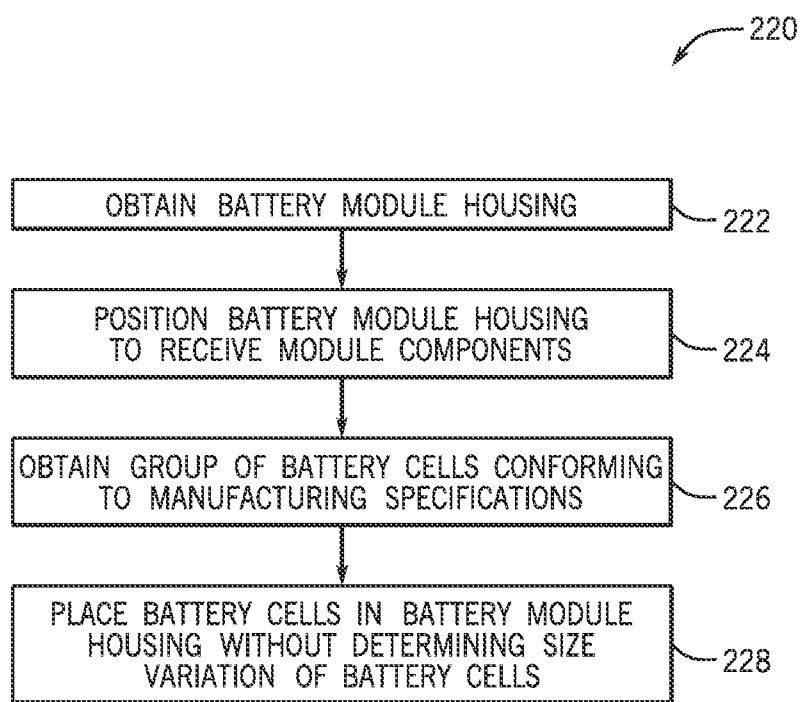 220
OBTAIN BATTERY MODULE HOUSING
222
POSITION BATTERY MODULE HOUSING
TO RECEIVE MODULE COMPONENTS
224
OBTAIN GROUP OF BATTERY CELLS CONFORMING
TO MANUFACTURING SPECIFICATIONS
226
PLACE BATTERY CELLS IN BATTERY MODULE
HOUSING WITHOUT DETERMINING SIZE
VARIATION OF BATTERY CELLS
228